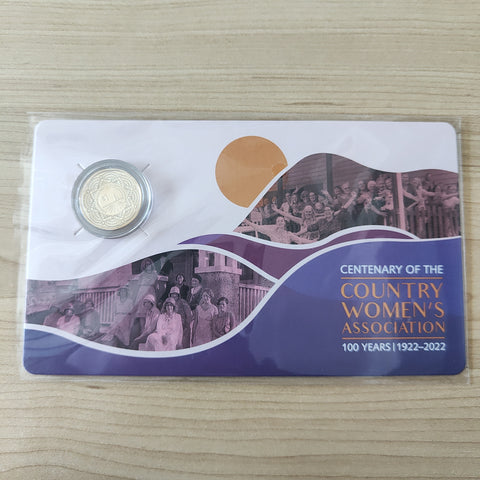 CENTENARY OF THE
COUNTRY
WOMEN'S
ASSOCIATION
100 YEARS | 1922–2022